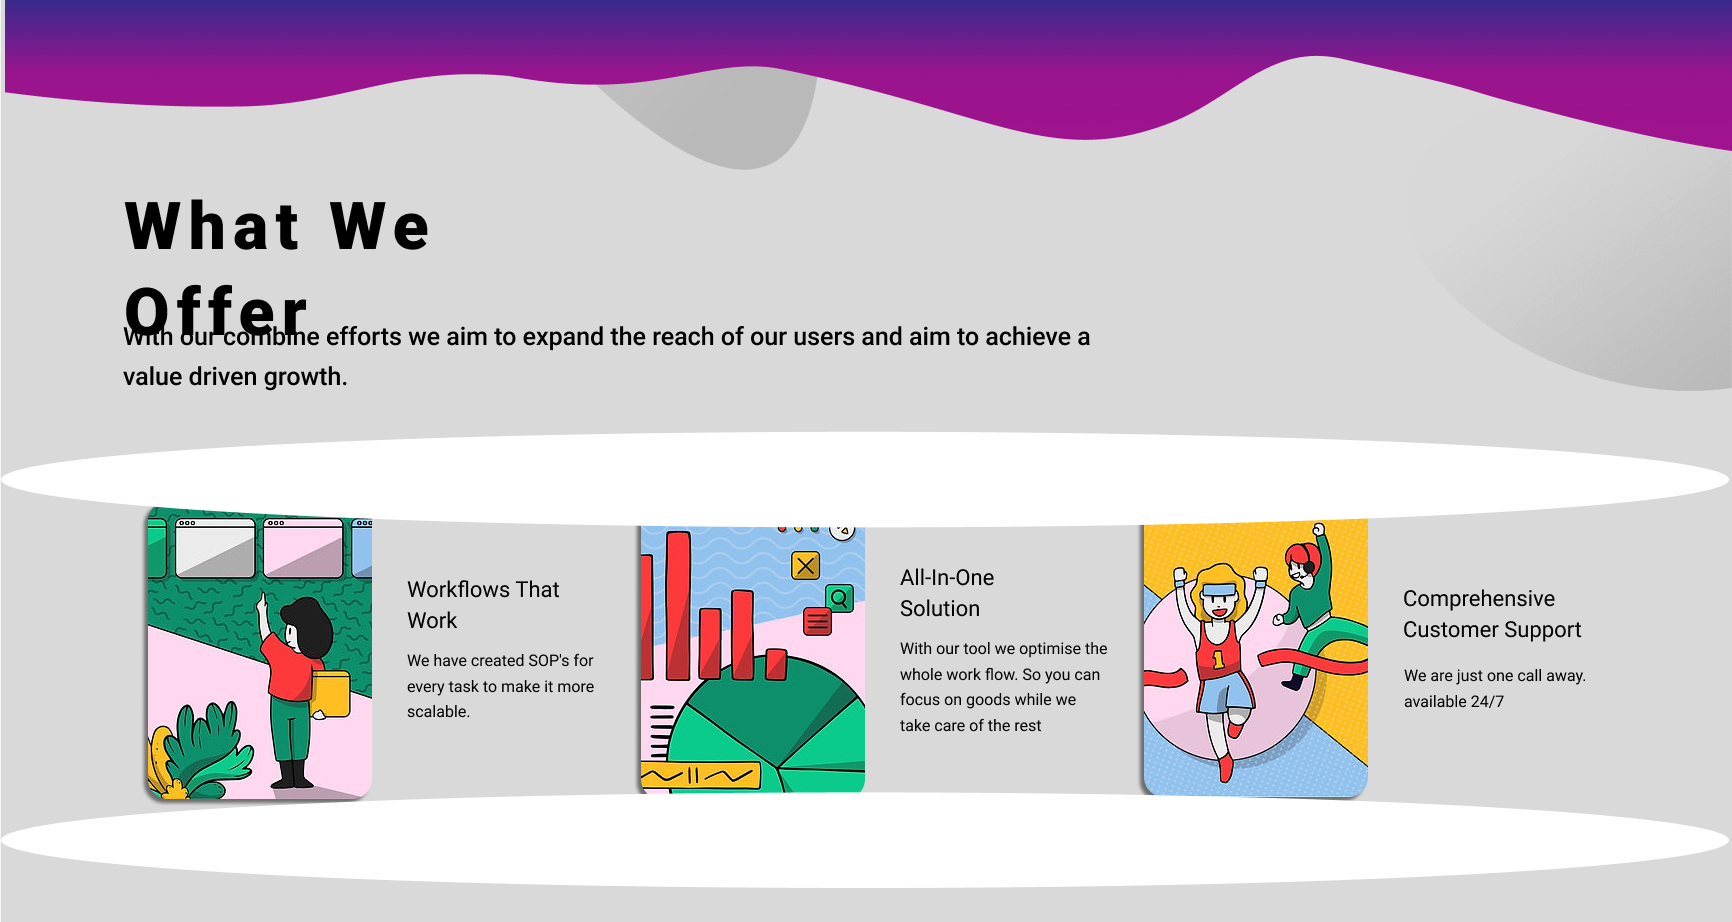 What We
Offer
With our combine efforts we aim to expand the reach of our users and aim to achieve a
value driven growth.
Workflows That
Work
We have created SOP's for
every task to make it more
scalable.
All-In-One
Solution
With our tool we optimise the
whole work flow. So you can
focus on goods while we
take care of the rest
1
Comprehensive
Customer Support
We are just one call away.
available 24/7